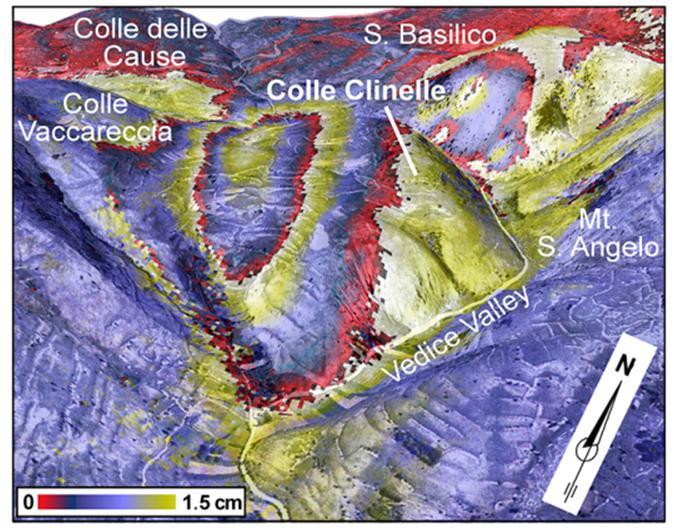 Colle delle
Cause
S. Basilico
Colle Clinelle
Colle
Vaccareccia
Mt.
S. Angelo
Vedice Valley
N
0 1.5 cm